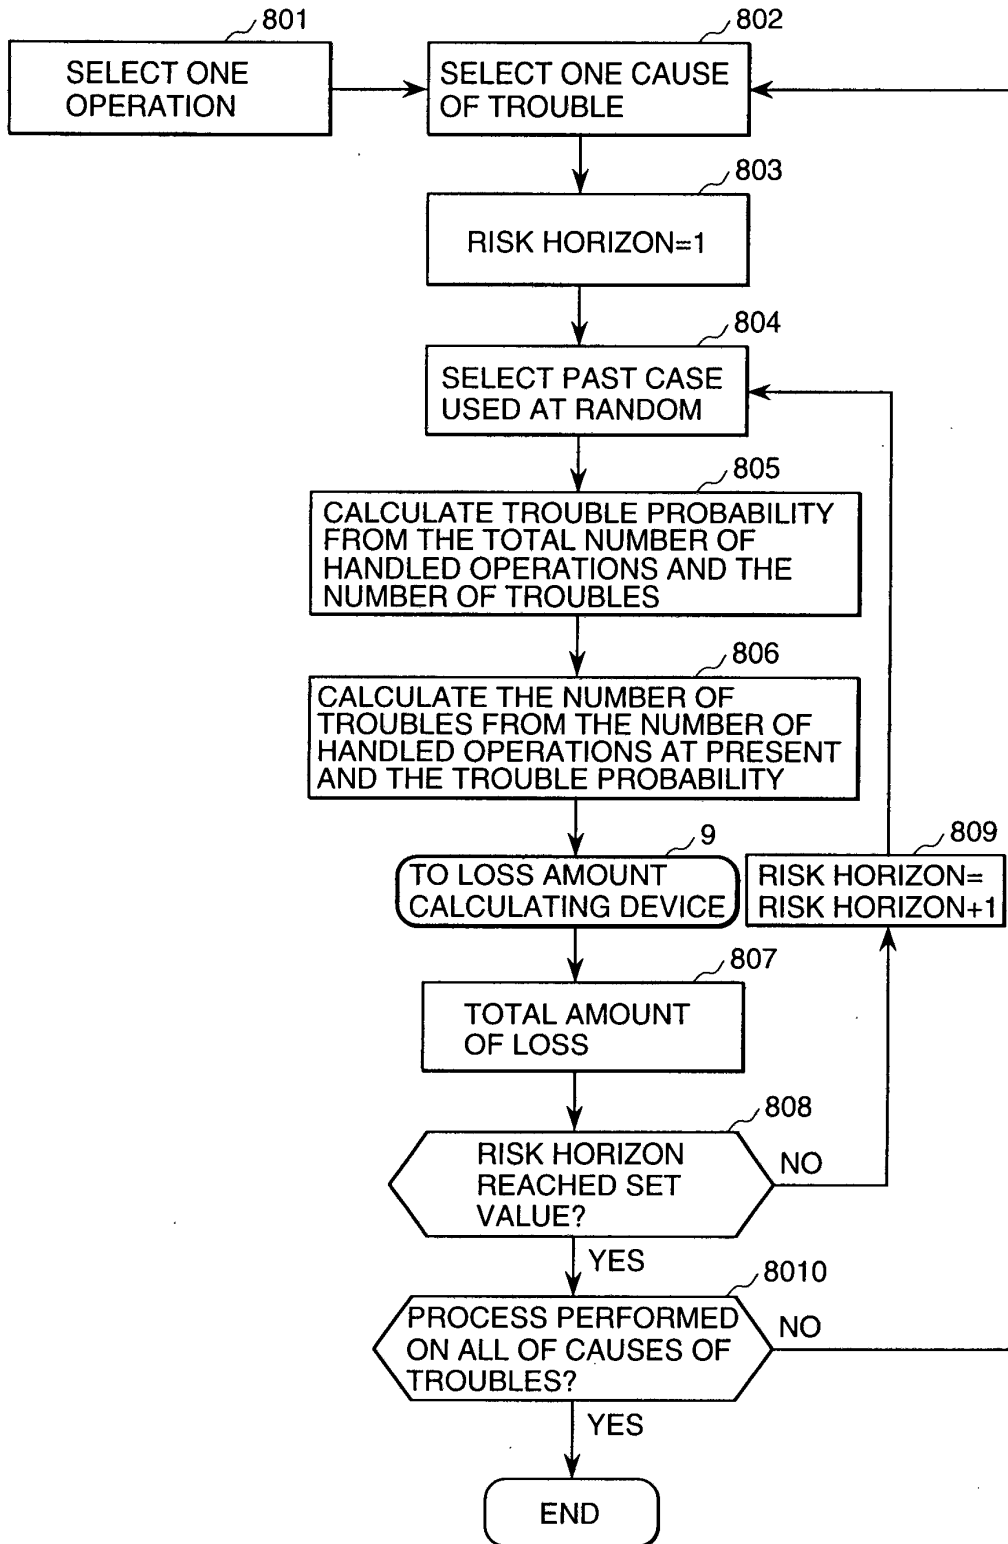 801
SELECT ONE
OPERATION
802
SELECT ONE CAUSE
OF TROUBLE
803
RISK HORIZON=1
804
SELECT PAST CASE
USED AT RANDOM
805
CALCULATE TROUBLE PROBABILITY
FROM THE TOTAL NUMBER OF
HANDLED OPERATIONS AND THE
NUMBER OF TROUBLES
806
CALCULATE THE NUMBER OF
TROUBLES FROM THE NUMBER OF
HANDLED OPERATIONS AT PRESENT
AND THE TROUBLE PROBABILITY
9
TO LOSS AMOUNT
CALCULATING DEVICE
809
RISK HORIZON=
RISK HORIZON+1
807
TOTAL AMOUNT
OF LOSS
808
RISK HORIZON
REACHED SET
VALUE?
NO
YES
8010
PROCESS PERFORMED
ON ALL OF CAUSES OF
TROUBLES?
NO
YES
END